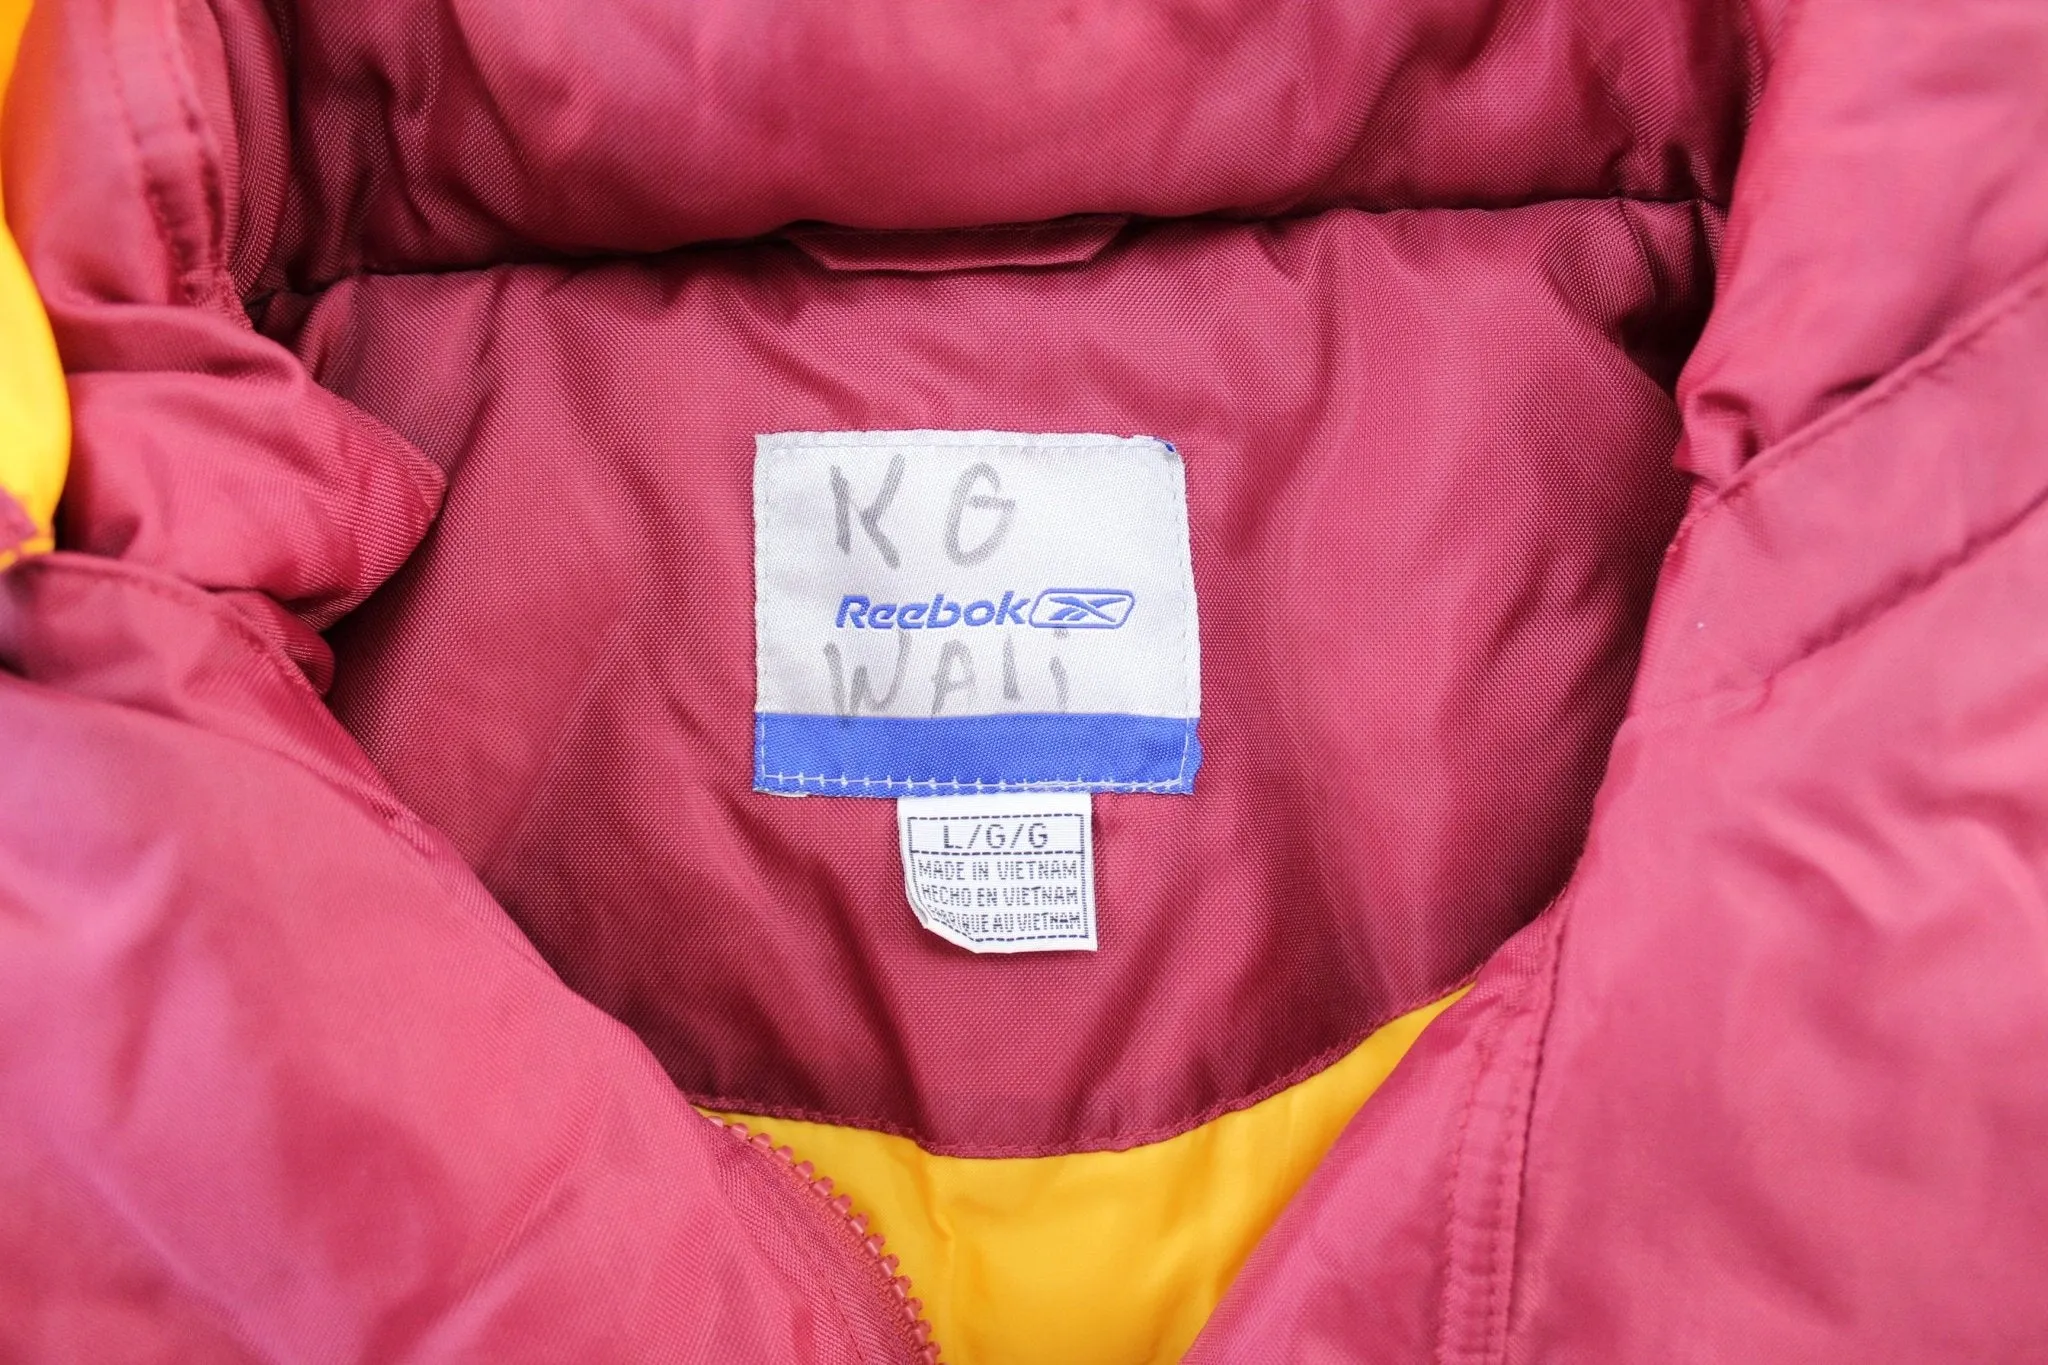 KG
Reebok
WALi
L/G/G
MADE IN VIETNAM
HECHO EN VIETNAM
FABRIQUE AU VIETNAM